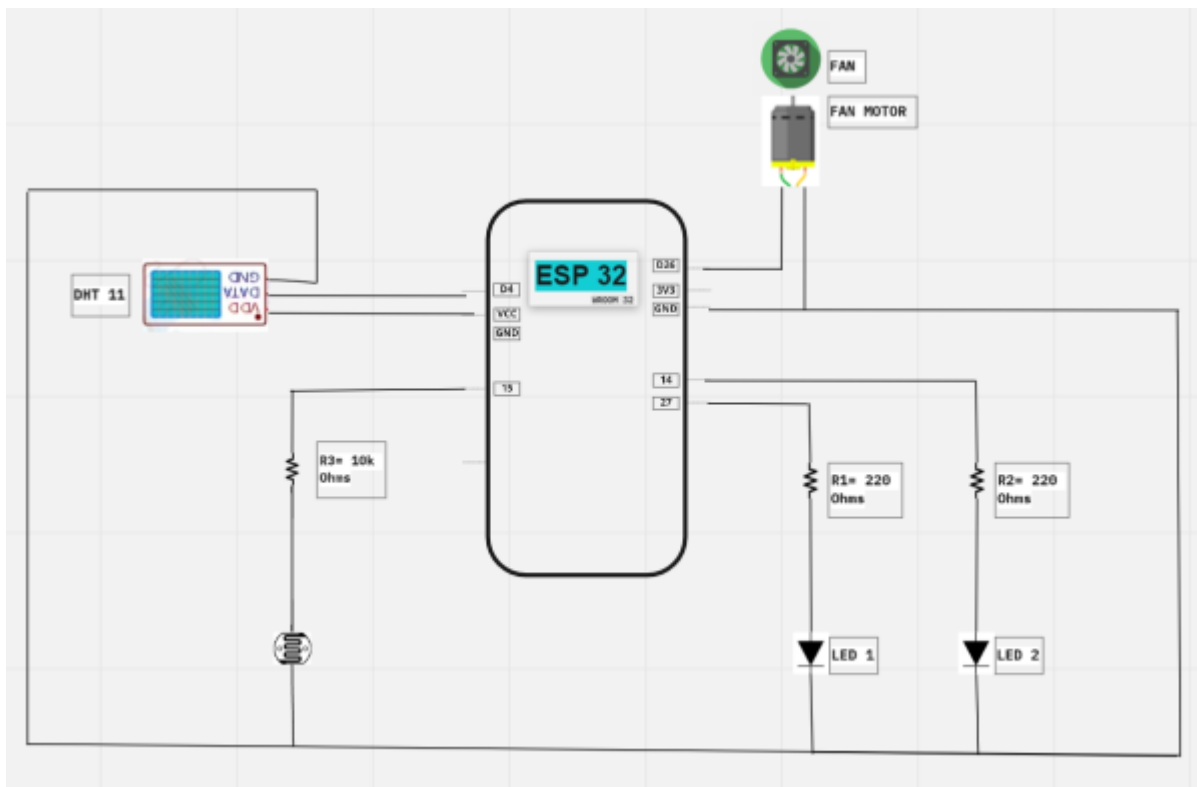 FAN
FAN MOTOR
ESP 32
WROOM 32
DHT 11
GND
DATA
VDD
D4
VCC
GND
15
D26
3V3
GND
14
27
R3= 10k
Ohms
R1= 220
Ohms
R2= 220
Ohms
LED 1
LED 2